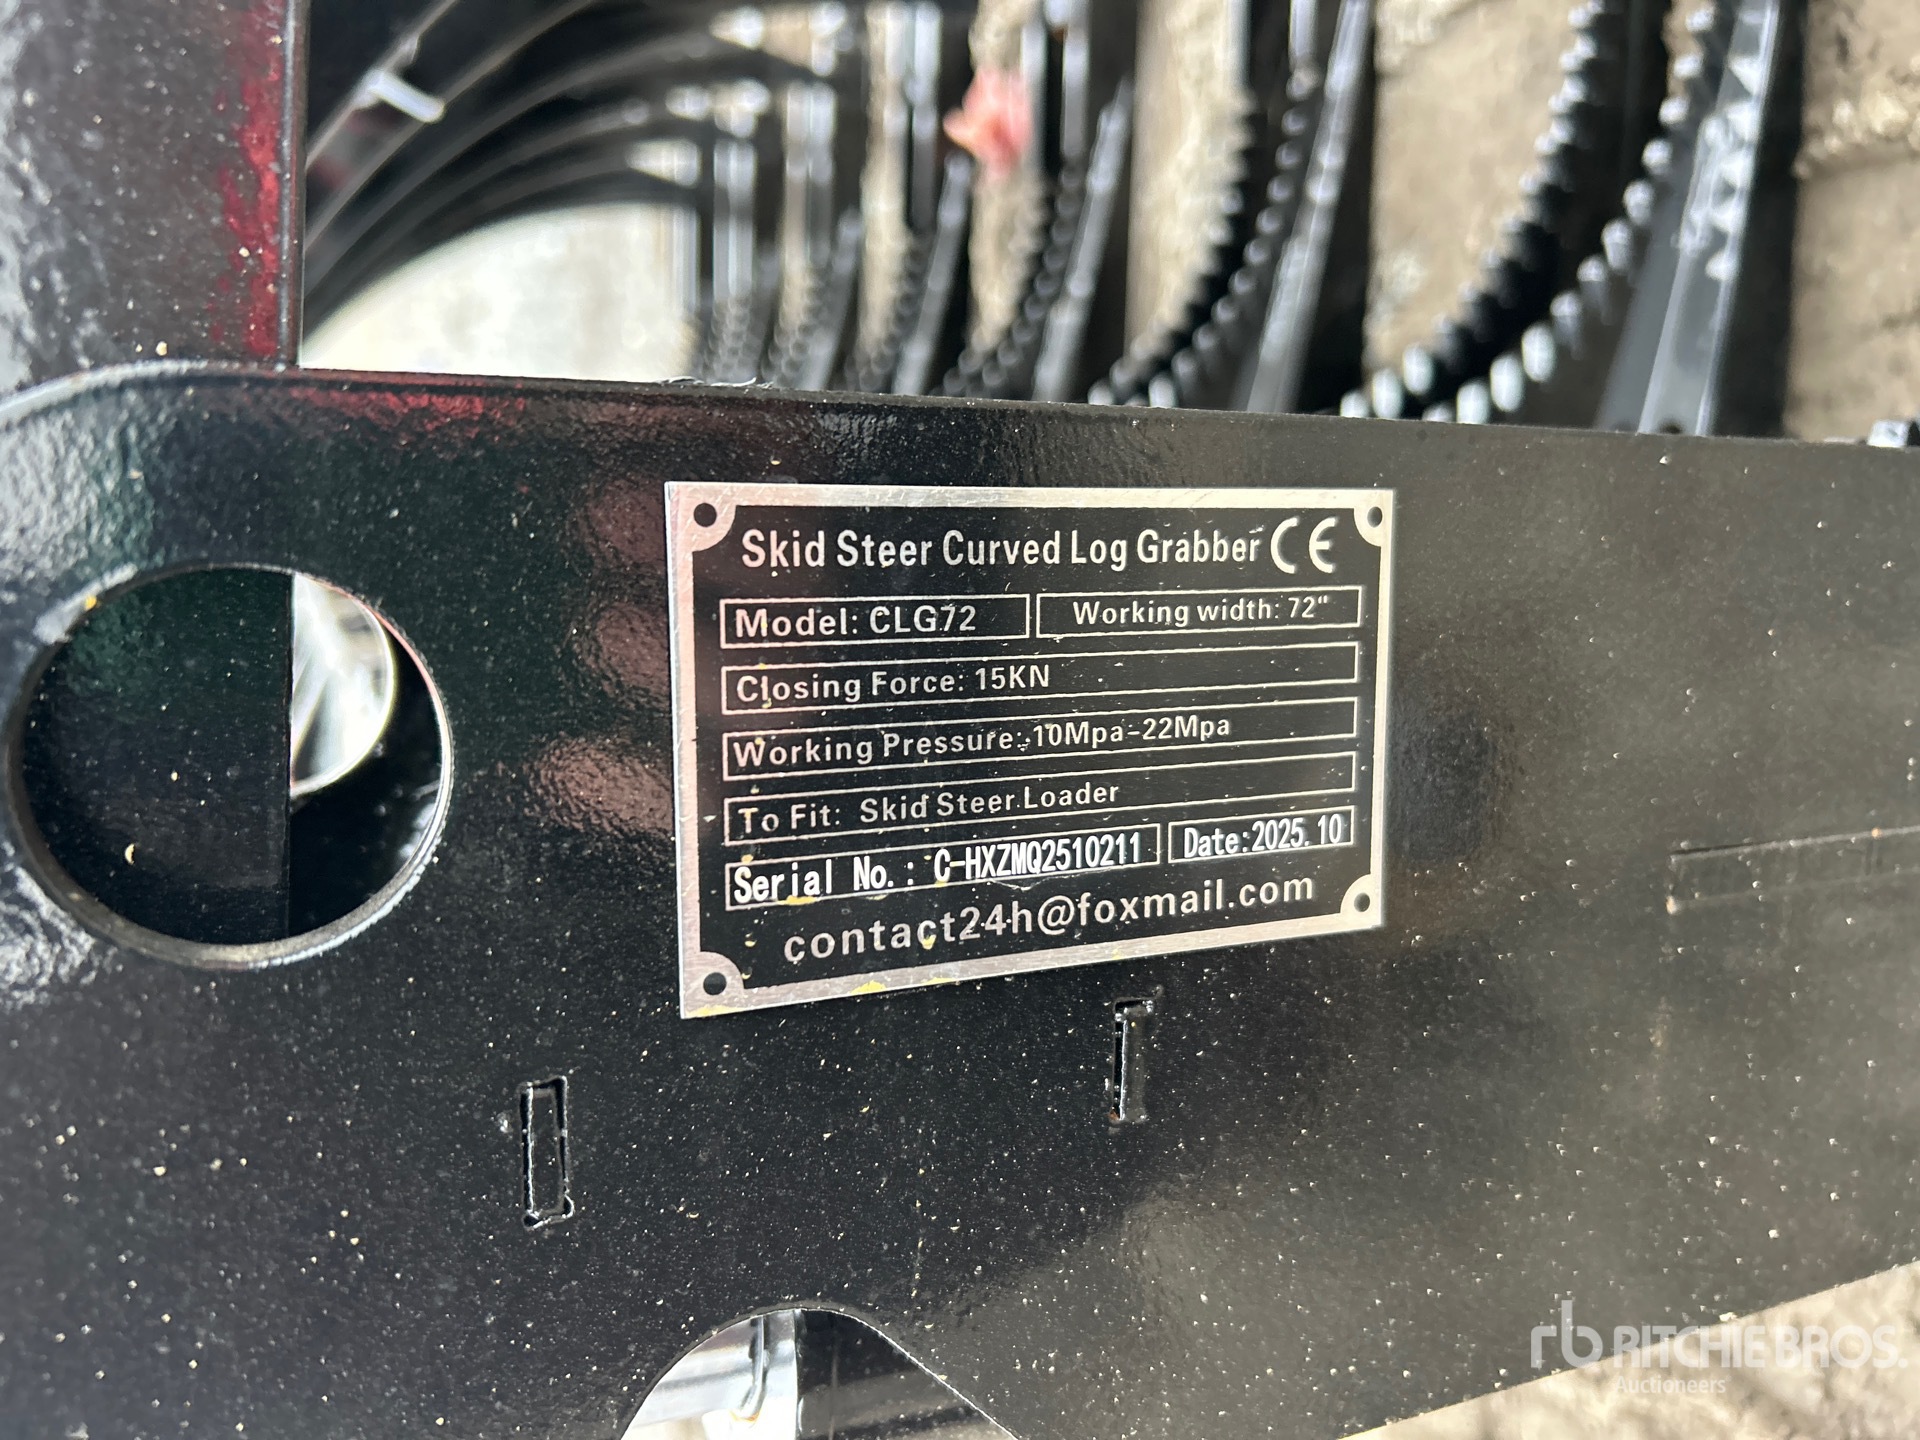 Skid Steer Curved Log Grabber CE
Model: CLG72
Working width: 72"
Closing Force: 15KN
Working Pressure: 10Mpa-22Mpa
To Fit: Skid Steer Loader
Serial No.: C-HXZMQ2510211
Date:2025.10
contact24h@foxmail.com
rb RITCHIE BROS.
Auctioneers